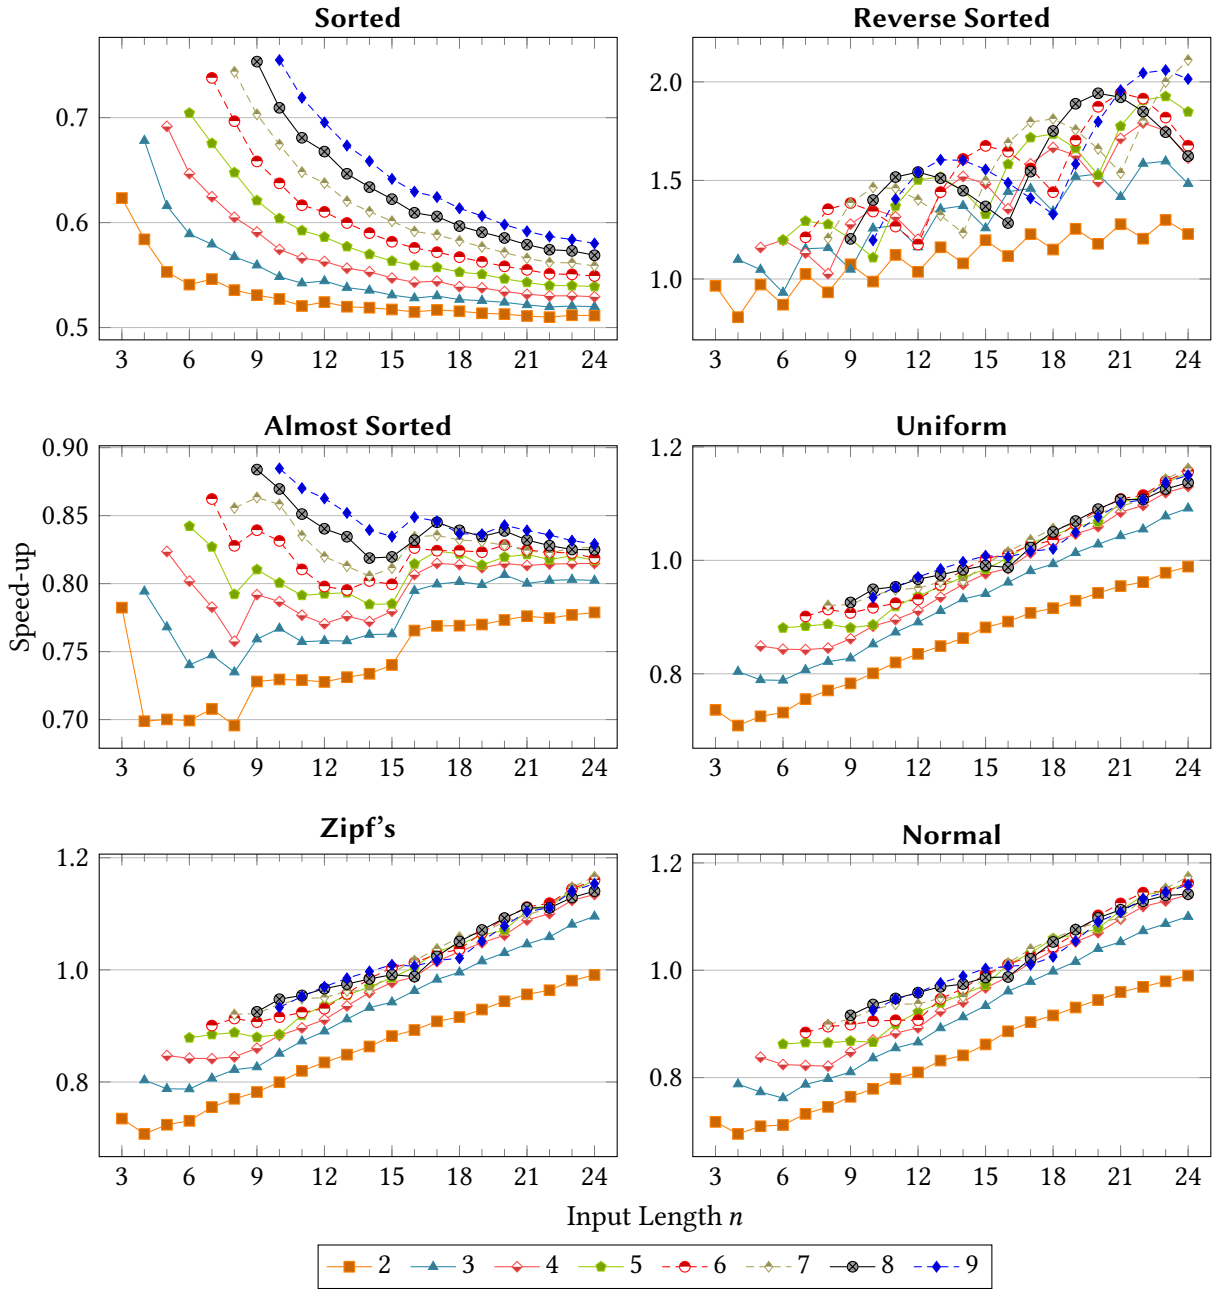 Sorted
0.7
0.6
0.5
3 6 9 12 15 18 21 24
Reverse Sorted
2.0
1.5
1.0
3 6 9 12 15 18 21 24
Almost Sorted
0.90
0.85
0.80
0.75
0.70
3 6 9 12 15 18 21 24
Speed-up
Uniform
1.2
1.0
0.8
3 6 9 12 15 18 21 24
Zipf's
1.2
1.0
0.8
3 6 9 12 15 18 21 24
Normal
1.2
1.0
0.8
3 6 9 12 15 18 21 24
Input Length n
2 3 4 5 6 7 8 9